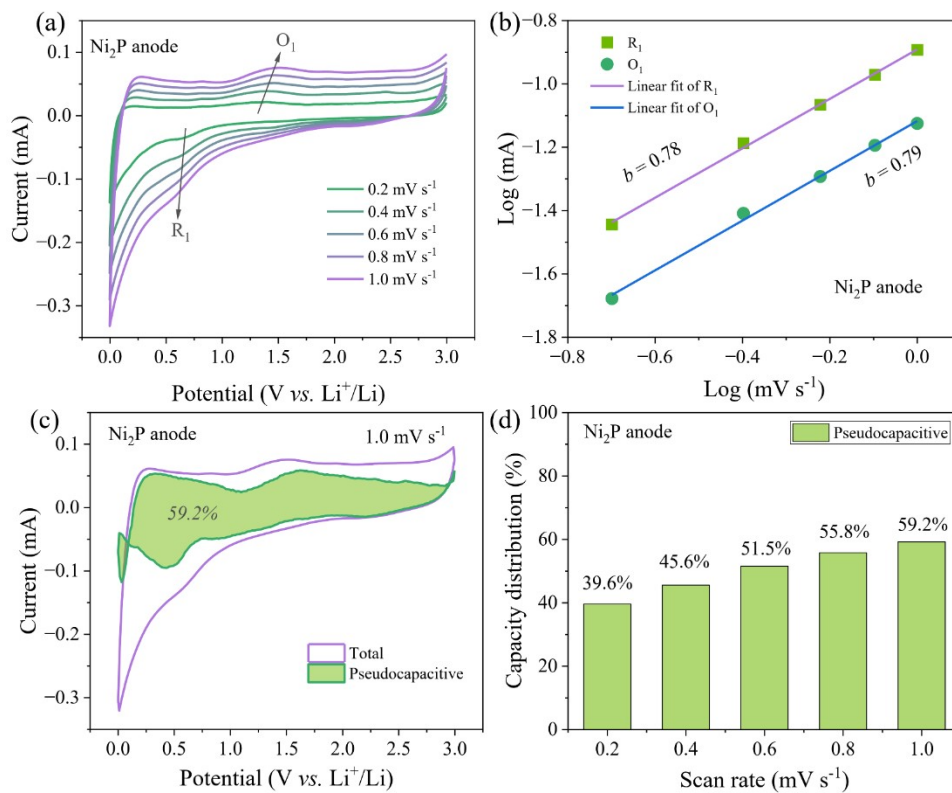 (a)
Ni₂P anode
O₁
R₁
0.2 mV s⁻¹
0.4 mV s⁻¹
0.6 mV s⁻¹
0.8 mV s⁻¹
1.0 mV s⁻¹
0.1
0.0
−0.1
−0.2
−0.3
Current (mA)
0.0 0.5 1.0 1.5 2.0 2.5 3.0
Potential (V vs. Li⁺/Li)
(b)
R₁
O₁
Linear fit of R₁
Linear fit of O₁
b = 0.78
b = 0.79
Ni₂P anode
−0.8
−1.0
−1.2
−1.4
−1.6
−1.8
Log (mA)
−0.8 −0.6 −0.4 −0.2 0.0
Log (mV s⁻¹)
(c)
Ni₂P anode
1.0 mV s⁻¹
59.2%
Total
Pseudocapacitive
0.1
0.0
−0.1
−0.2
−0.3
Current (mA)
0.0 0.5 1.0 1.5 2.0 2.5 3.0
Potential (V vs. Li⁺/Li)
(d)
Ni₂P anode
Pseudocapacitive
39.6%
45.6%
51.5%
55.8%
59.2%
100
80
60
40
20
0
Capacity distribution (%)
0.2 0.4 0.6 0.8 1.0
Scan rate (mV s⁻¹)